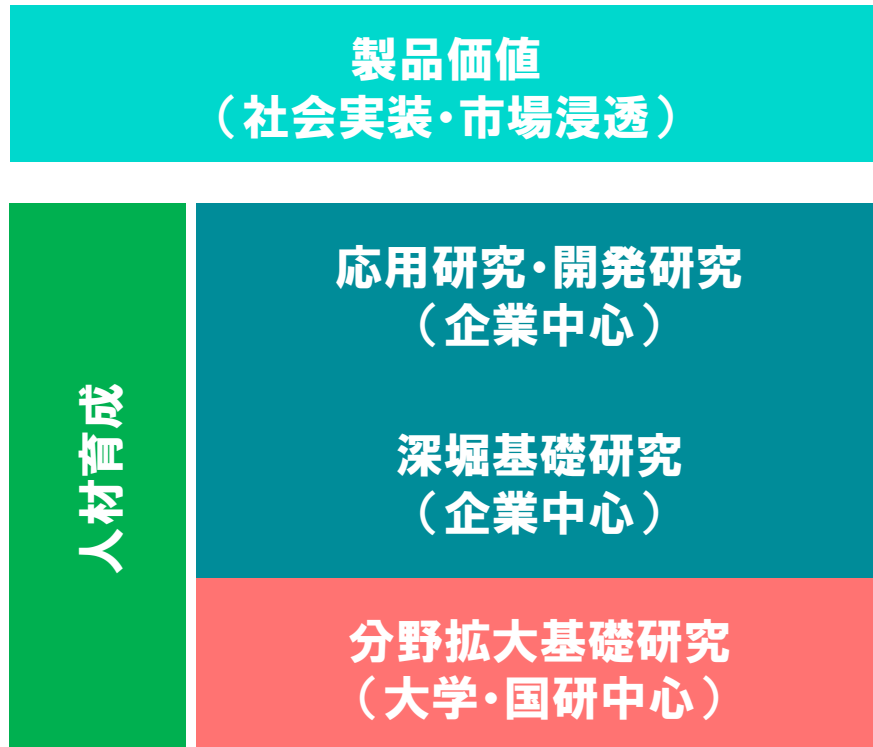 製品価値
（社会実装・市場浸透）
人材育成
応用研究・開発研究
（企業中心）
深堀基礎研究
（企業中心）
分野拡大基礎研究
（大学・国研中心）